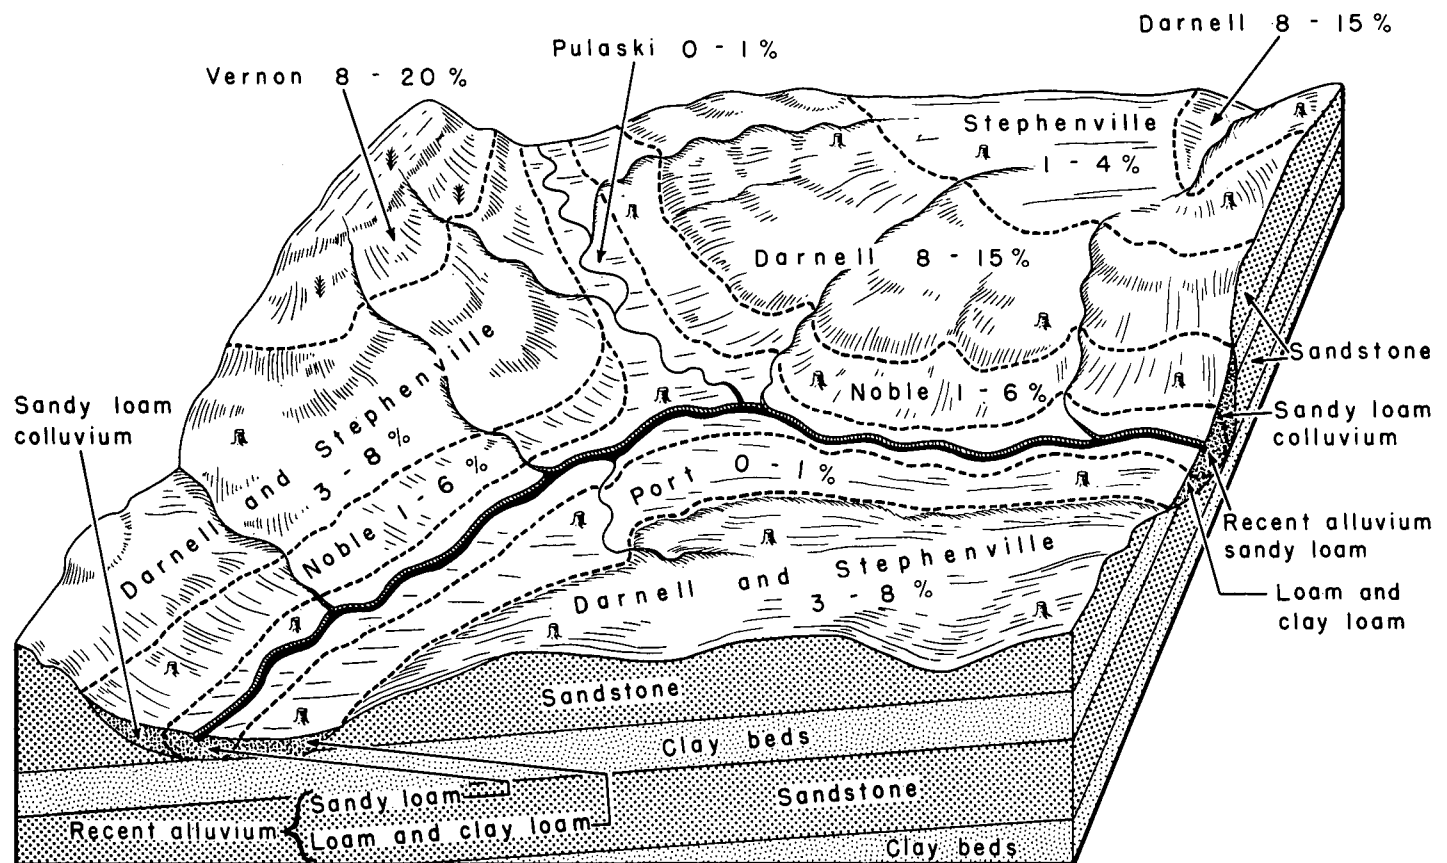 Darnell 8 - 15%
Pulaski 0 - 1%
Vernon 8 - 20%
Stephenville
1 - 4%
Darnell 8 - 15%
Sandstone
Noble 1 - 6%
Sandy loam
colluvium
Sandy loam
colluvium
Darnell and Stephenville
3 - 8%
Noble 1 - 6 %
Port 0 - 1%
Recent alluvium
sandy loam
Darnell and Stephenville
3 - 8%
Loam and
clay loam
Sandstone
Clay beds
Sandstone
Recent alluvium
Sandy loam
Loam and clay loam
Clay beds